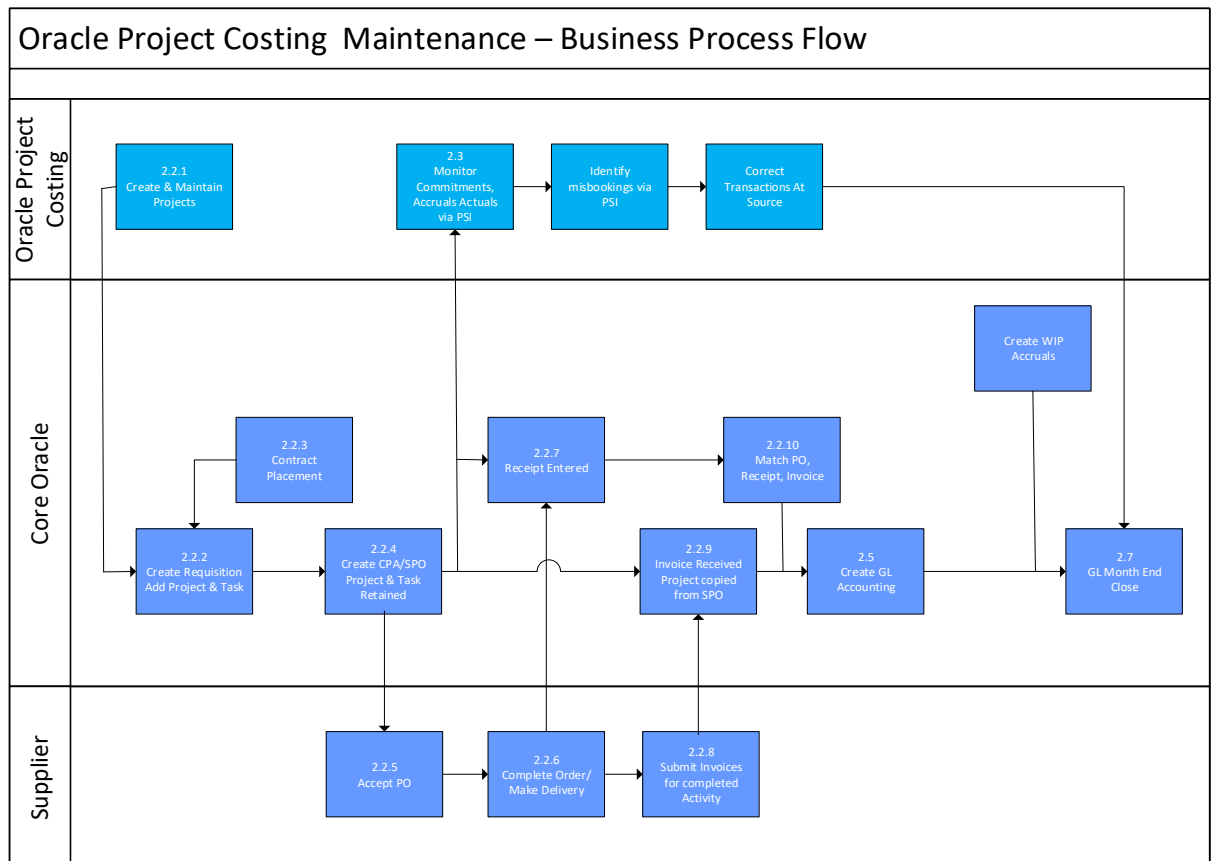 Oracle Project Costing  Maintenance – Business Process Flow
Oracle Project
Costing
2.2.1
Create & Maintain
Projects
2.3
Monitor
Commitments,
Accruals Actuals
via PSI
Identify
misbookings via
PSI
Correct
Transactions At
Source
Core Oracle
Create WIP
Accruals
2.2.3
Contract
Placement
2.2.7
Receipt Entered
2.2.10
Match PO,
Receipt, Invoice
2.2.2
Create Requisition
Add Project & Task
2.2.4
Create CPA/SPO
Project & Task
Retained
2.2.9
Invoice Received
Project copied
from SPO
2.5
Create GL
Accounting
2.7
GL Month End
Close
Supplier
2.2.5
Accept PO
2.2.6
Complete Order/
Make Delivery
2.2.8
Submit Invoices
for completed
Activity